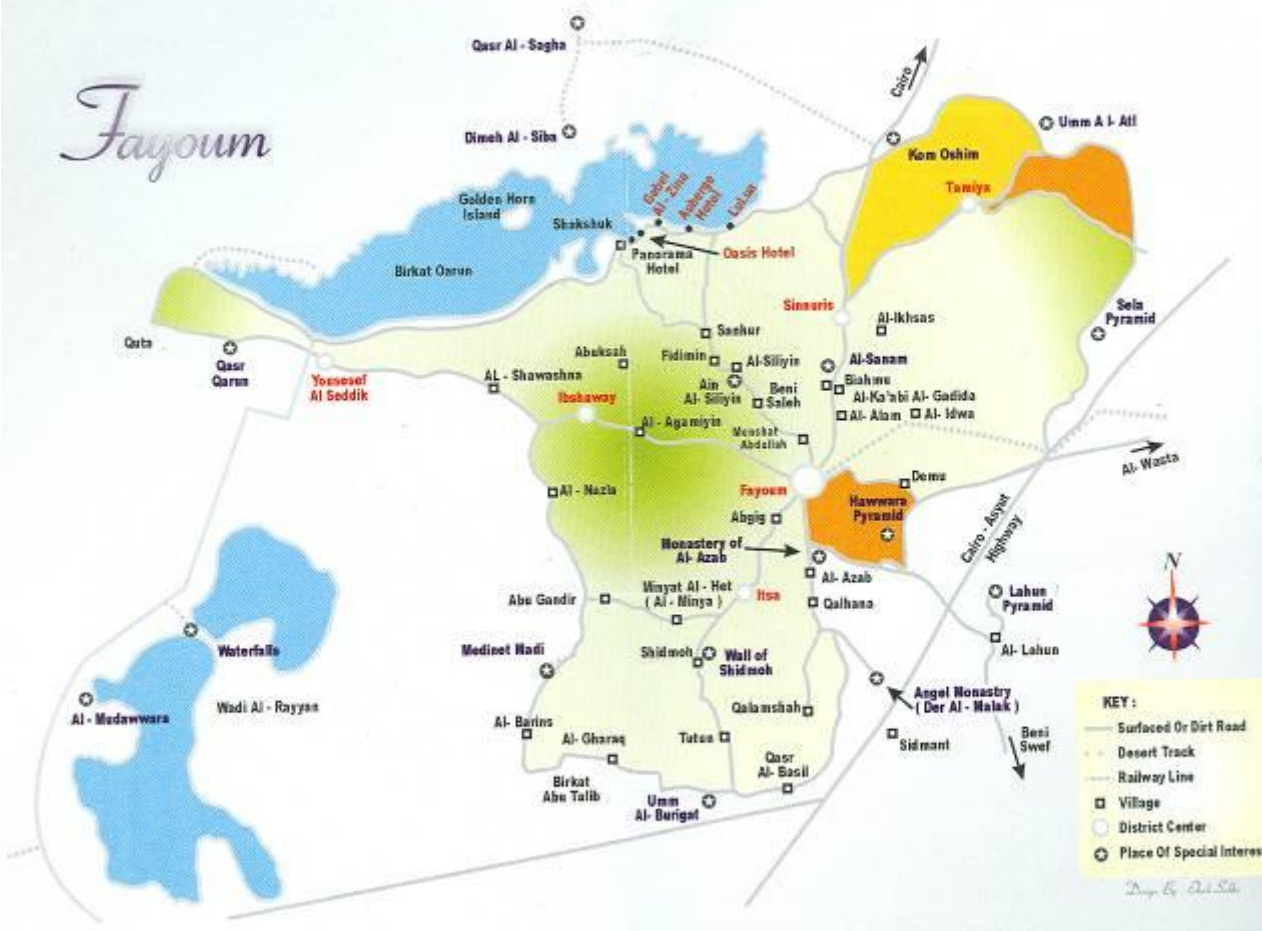 Fayoum
Qasr Al - Sagha
Dimeh Al - Siba
Cairo
Umm A l- Atl
Kom Oshim
Tamiya
Golden Horn
Island
Shakshuk
Gebel
Al - Zina
Auberge
Hotel
LuLua
Panorama
Hotel
Oasis Hotel
Birkat Qarun
Quta
Qasr
Qarun
Yousosef
Al Seddik
Sinnuris
Al-Ikhsas
Sela
Pyramid
Sanhur
Abuksah
Fidimin
Al-Siliyin
Al-Sanam
AL - Shawashna
Ain
Al- Siliyin
Beni
Saleh
Biahmu
Al-Ka'abi Al- Gadida
Ibshaway
Al- Alam
Al- Idwa
Al - Agamiyin
Menshat
Abdallah
Al- Wasta
Al - Nazla
Fayoum
Demu
Hawwara
Pyramid
Abgig
Cairo - Asyut
Highway
Monastery of
Al- Azab
Al- Azab
Minyat Al - Het
( Al - Minya )
Itsa
Abu Gandir
Qalhana
Lahun
Pyramid
N
Waterfalls
Medinet Madi
Shidmoh
Wall of
Shidmoh
Al- Lahun
Al - Mudawwara
Wadi Al - Rayyan
Qalamshah
Angel Monastry
( Der Al - Malak )
Al- Barins
Al- Gharaq
Tutun
Sidmant
Beni
Swef
Qasr
Al- Basil
Birkat
Abu Talib
Umm
Al- Burigat
KEY :
Surfaced Or Dirt Road
Desert Track
Railway Line
Village
District Center
Place Of Special Interes
Design By